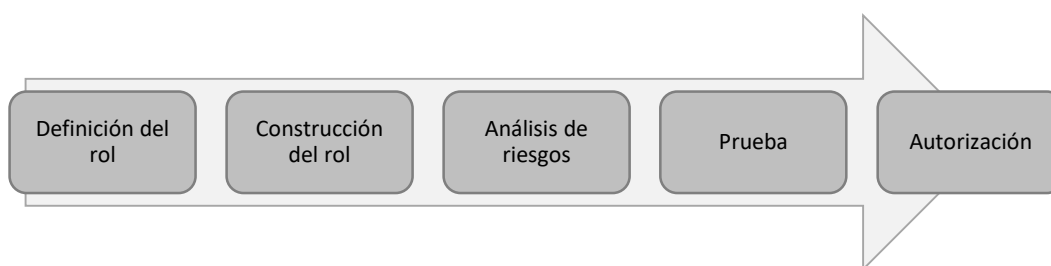 Definición del
rol
Construcción
del rol
Análisis de
riesgos
Prueba
Autorización